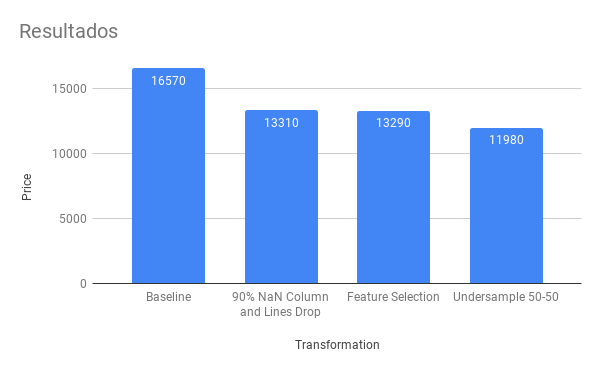 Resultados
Price
15000
10000
5000
0
16570
13310
13290
11980
Baseline
90% NaN Column
and Lines Drop
Feature Selection
Undersample 50-50
Transformation